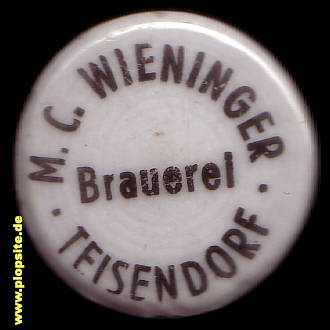 M. C. WIENINGER
Brauerei
· TEISENDORF ·
www.plopsite.de